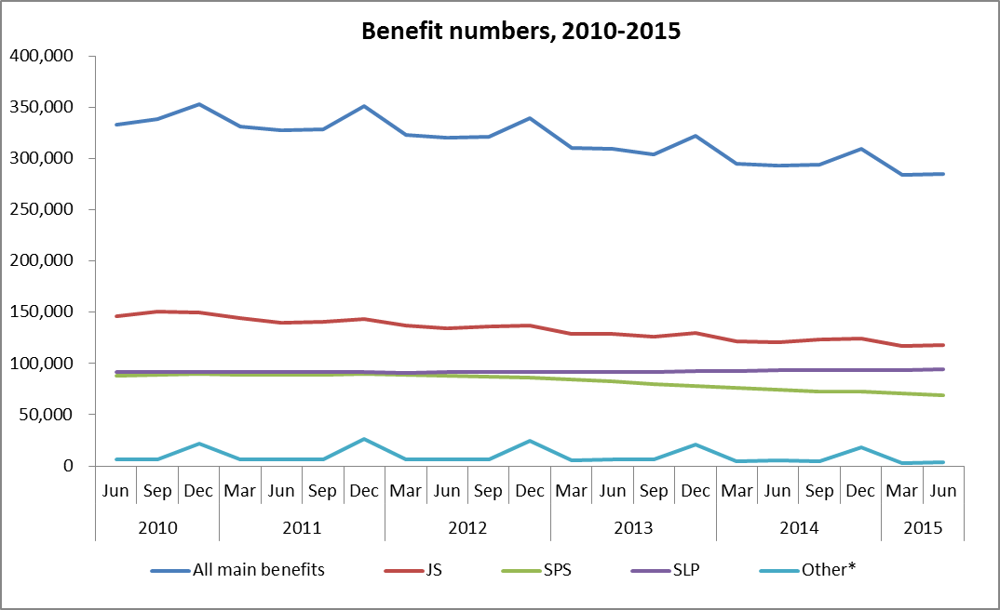 Benefit numbers, 2010-2015
400,000
350,000
300,000
250,000
200,000
150,000
100,000
50,000
0
Jun Sep Dec Mar Jun Sep Dec Mar Jun Sep Dec Mar Jun Sep Dec Mar Jun Sep Dec Mar Jun
2010 2011 2012 2013 2014 2015
All main benefits JS SPS SLP Other*